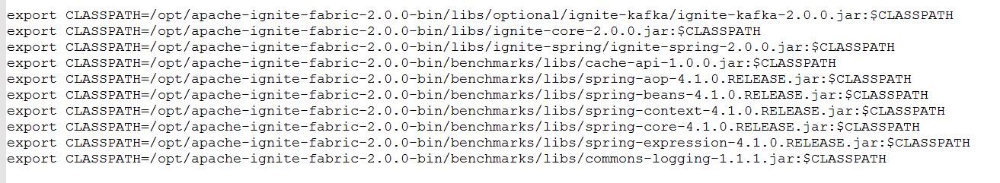 export CLASSPATH=/opt/apache-ignite-fabric-2.0.0-bin/libs/optional/ignite-kafka/ignite-kafka-2.0.0.jar:$CLASSPATH
export CLASSPATH=/opt/apache-ignite-fabric-2.0.0-bin/libs/ignite-core-2.0.0.jar:$CLASSPATH
export CLASSPATH=/opt/apache-ignite-fabric-2.0.0-bin/libs/ignite-spring/ignite-spring-2.0.0.jar:$CLASSPATH
export CLASSPATH=/opt/apache-ignite-fabric-2.0.0-bin/benchmarks/libs/cache-api-1.0.0.jar:$CLASSPATH
export CLASSPATH=/opt/apache-ignite-fabric-2.0.0-bin/benchmarks/libs/spring-aop-4.1.0.RELEASE.jar:$CLASSPATH
export CLASSPATH=/opt/apache-ignite-fabric-2.0.0-bin/benchmarks/libs/spring-beans-4.1.0.RELEASE.jar:$CLASSPATH
export CLASSPATH=/opt/apache-ignite-fabric-2.0.0-bin/benchmarks/libs/spring-context-4.1.0.RELEASE.jar:$CLASSPATH
export CLASSPATH=/opt/apache-ignite-fabric-2.0.0-bin/benchmarks/libs/spring-core-4.1.0.RELEASE.jar:$CLASSPATH
export CLASSPATH=/opt/apache-ignite-fabric-2.0.0-bin/benchmarks/libs/spring-expression-4.1.0.RELEASE.jar:$CLASSPATH
export CLASSPATH=/opt/apache-ignite-fabric-2.0.0-bin/benchmarks/libs/commons-logging-1.1.1.jar:$CLASSPATH